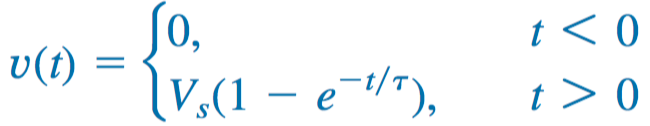 v(t) = { 0, t < 0
V_s(1 − e^{−t/τ}), t > 0